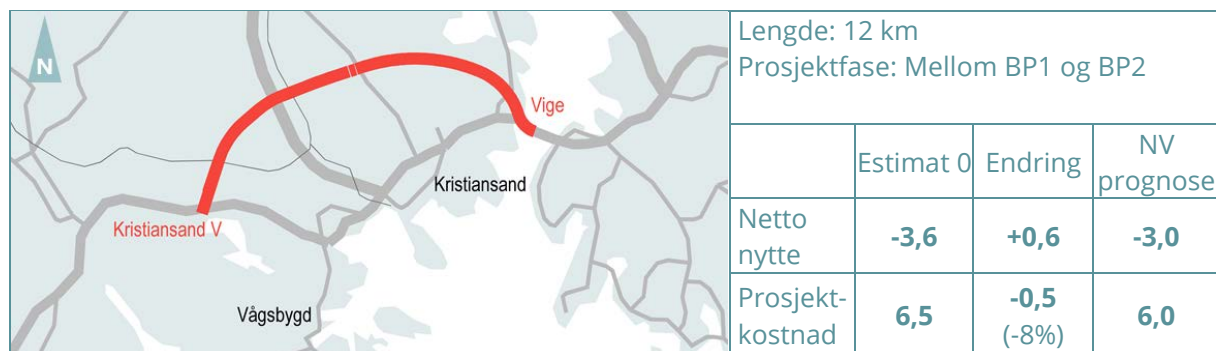 N
Vige
Kristiansand
Kristiansand V
Vågsbygd
Lengde: 12 km
Prosjektfase: Mellom BP1 og BP2
Estimat 0 Endring NV
prognose
Netto
nytte -3,6 +0,6 -3,0
Prosjekt-
kostnad 6,5 -0,5
(-8%) 6,0